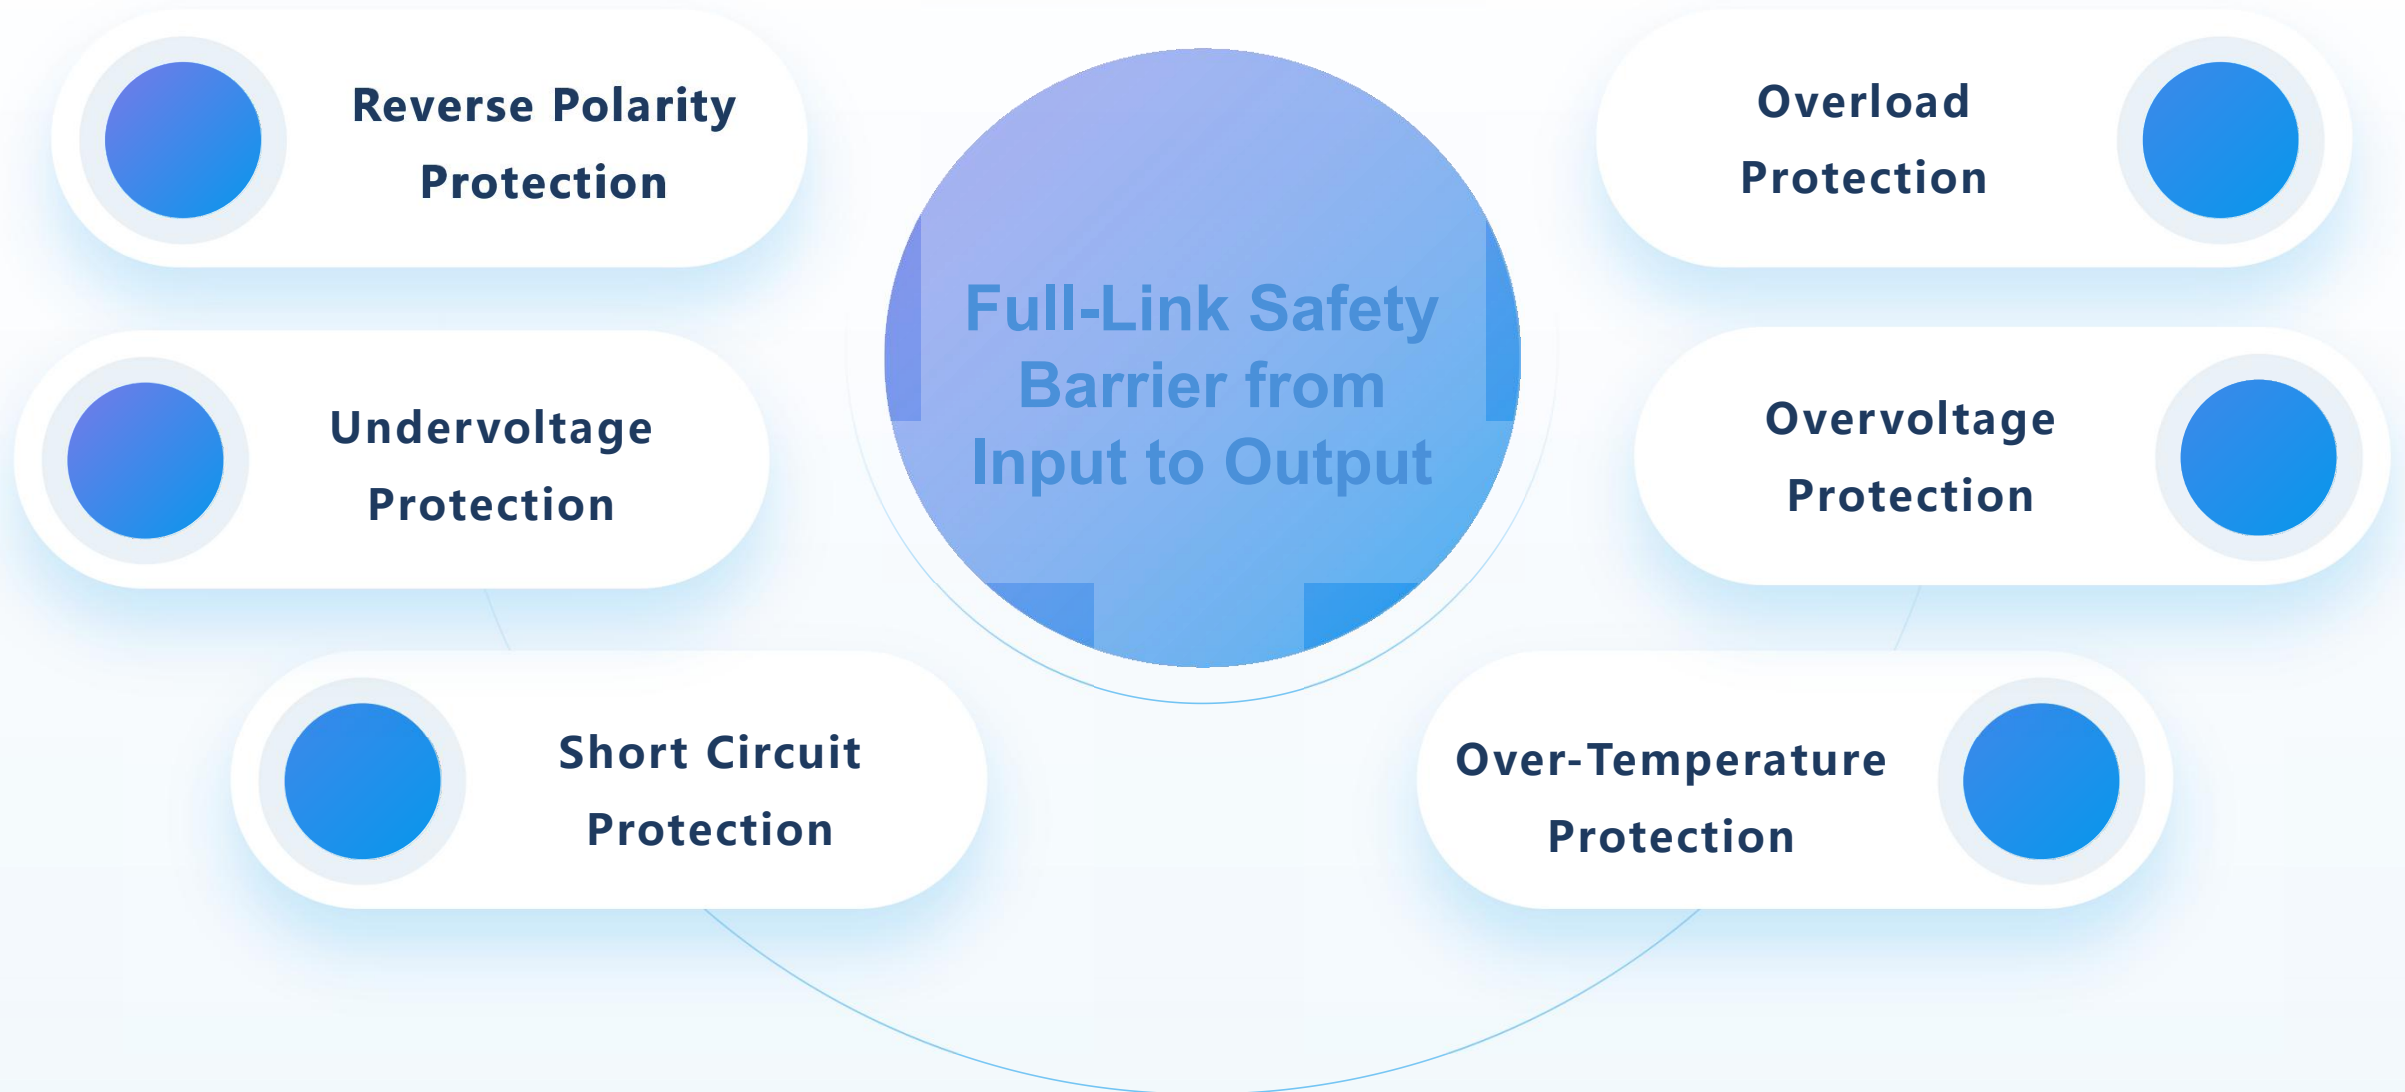 Reverse Polarity
Protection
Undervoltage
Protection
Short Circuit
Protection
Full-Link Safety
Barrier from
Input to Output
Overload
Protection
Overvoltage
Protection
Over-Temperature
Protection